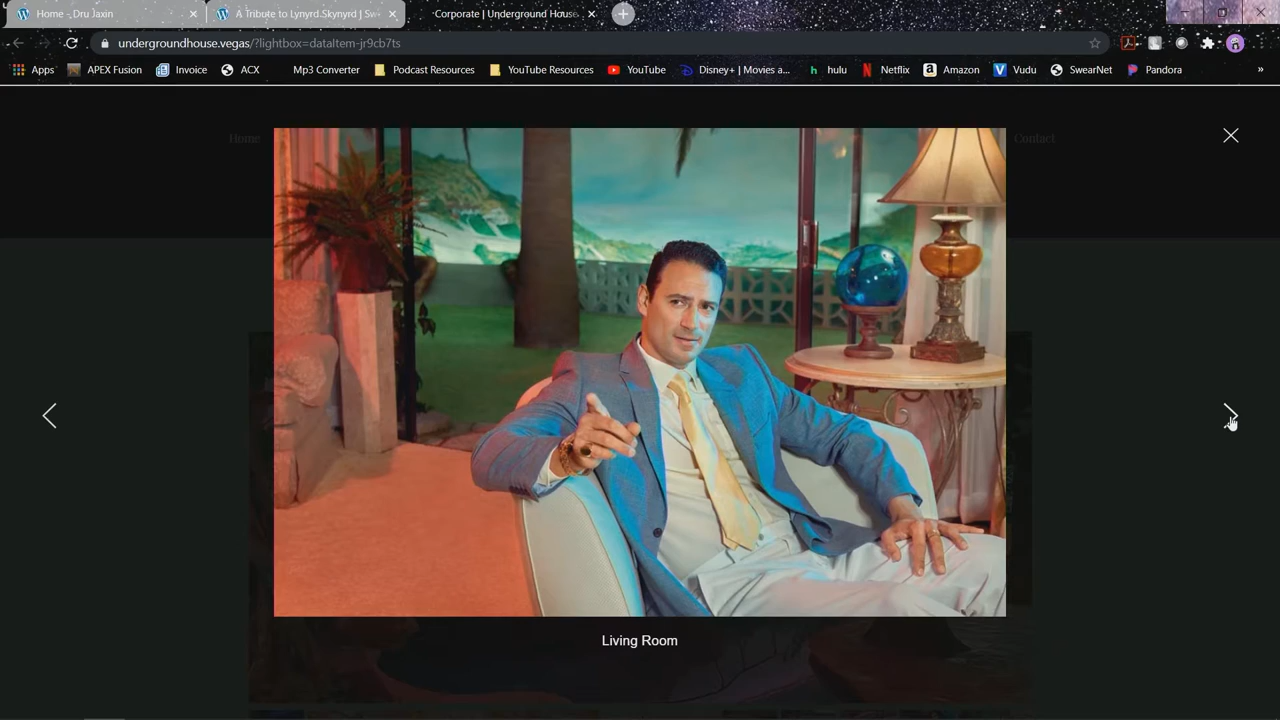 Home - Dru Jaxin
A Tribute to Lynyrd Skynyrd | Sw
Corporate | Underground House
undergroundhouse.vegas/?lightbox=dataItem-jr9cb7ts
Apps
APEX Fusion
Invoice
ACX
Mp3 Converter
Podcast Resources
YouTube Resources
YouTube
Disney+ | Movies a...
hulu
Netflix
Amazon
Vudu
SwearNet
Pandora
»
Home
Contact
Living Room